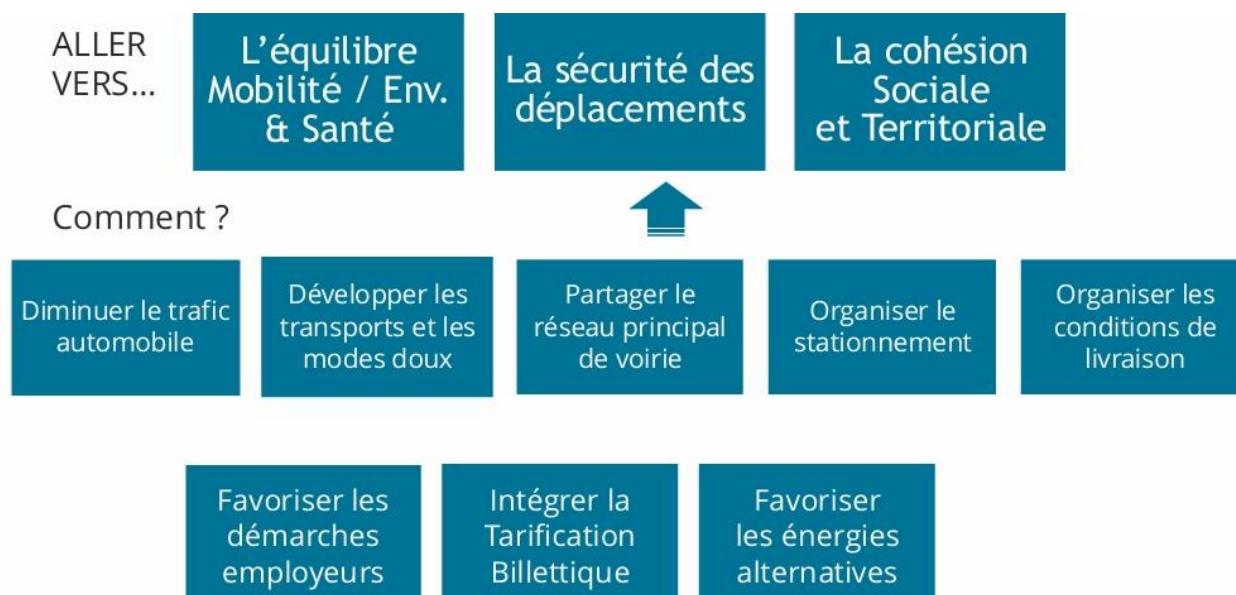 ALLER
VERS...
L'équilibre
Mobilité / Env.
& Santé
La sécurité des
déplacements
La cohésion
Sociale
et Territoriale
Comment ?
Diminuer le trafic
automobile
Développer les
transports et les
modes doux
Partager le
réseau principal
de voirie
Organiser le
stationnement
Organiser les
conditions de
livraison
Favoriser les
démarches
employeurs
Intégrer la
Tarification
Billettique
Favoriser
les énergies
alternatives